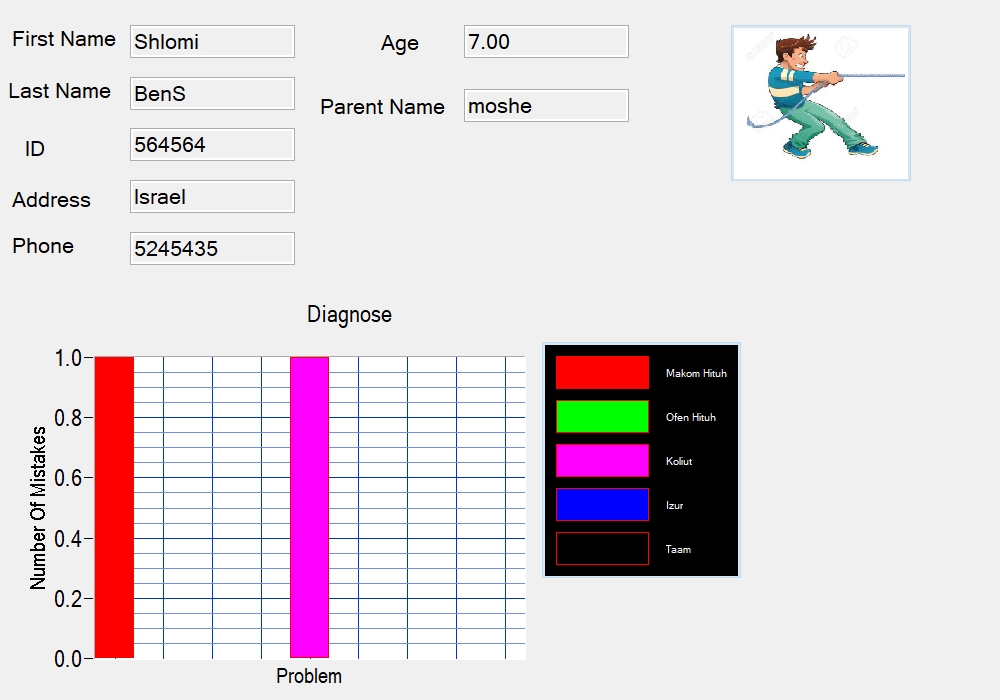 First Name Shlomi
Last Name BenS
ID 564564
Address Israel
Phone 5245435
Age 7.00
Parent Name moshe
Diagnose
Number Of Mistakes
1.0
0.8
0.6
0.4
0.2
0.0
Problem
Makom Hituh
Ofen Hituh
Koliut
Izur
Taam